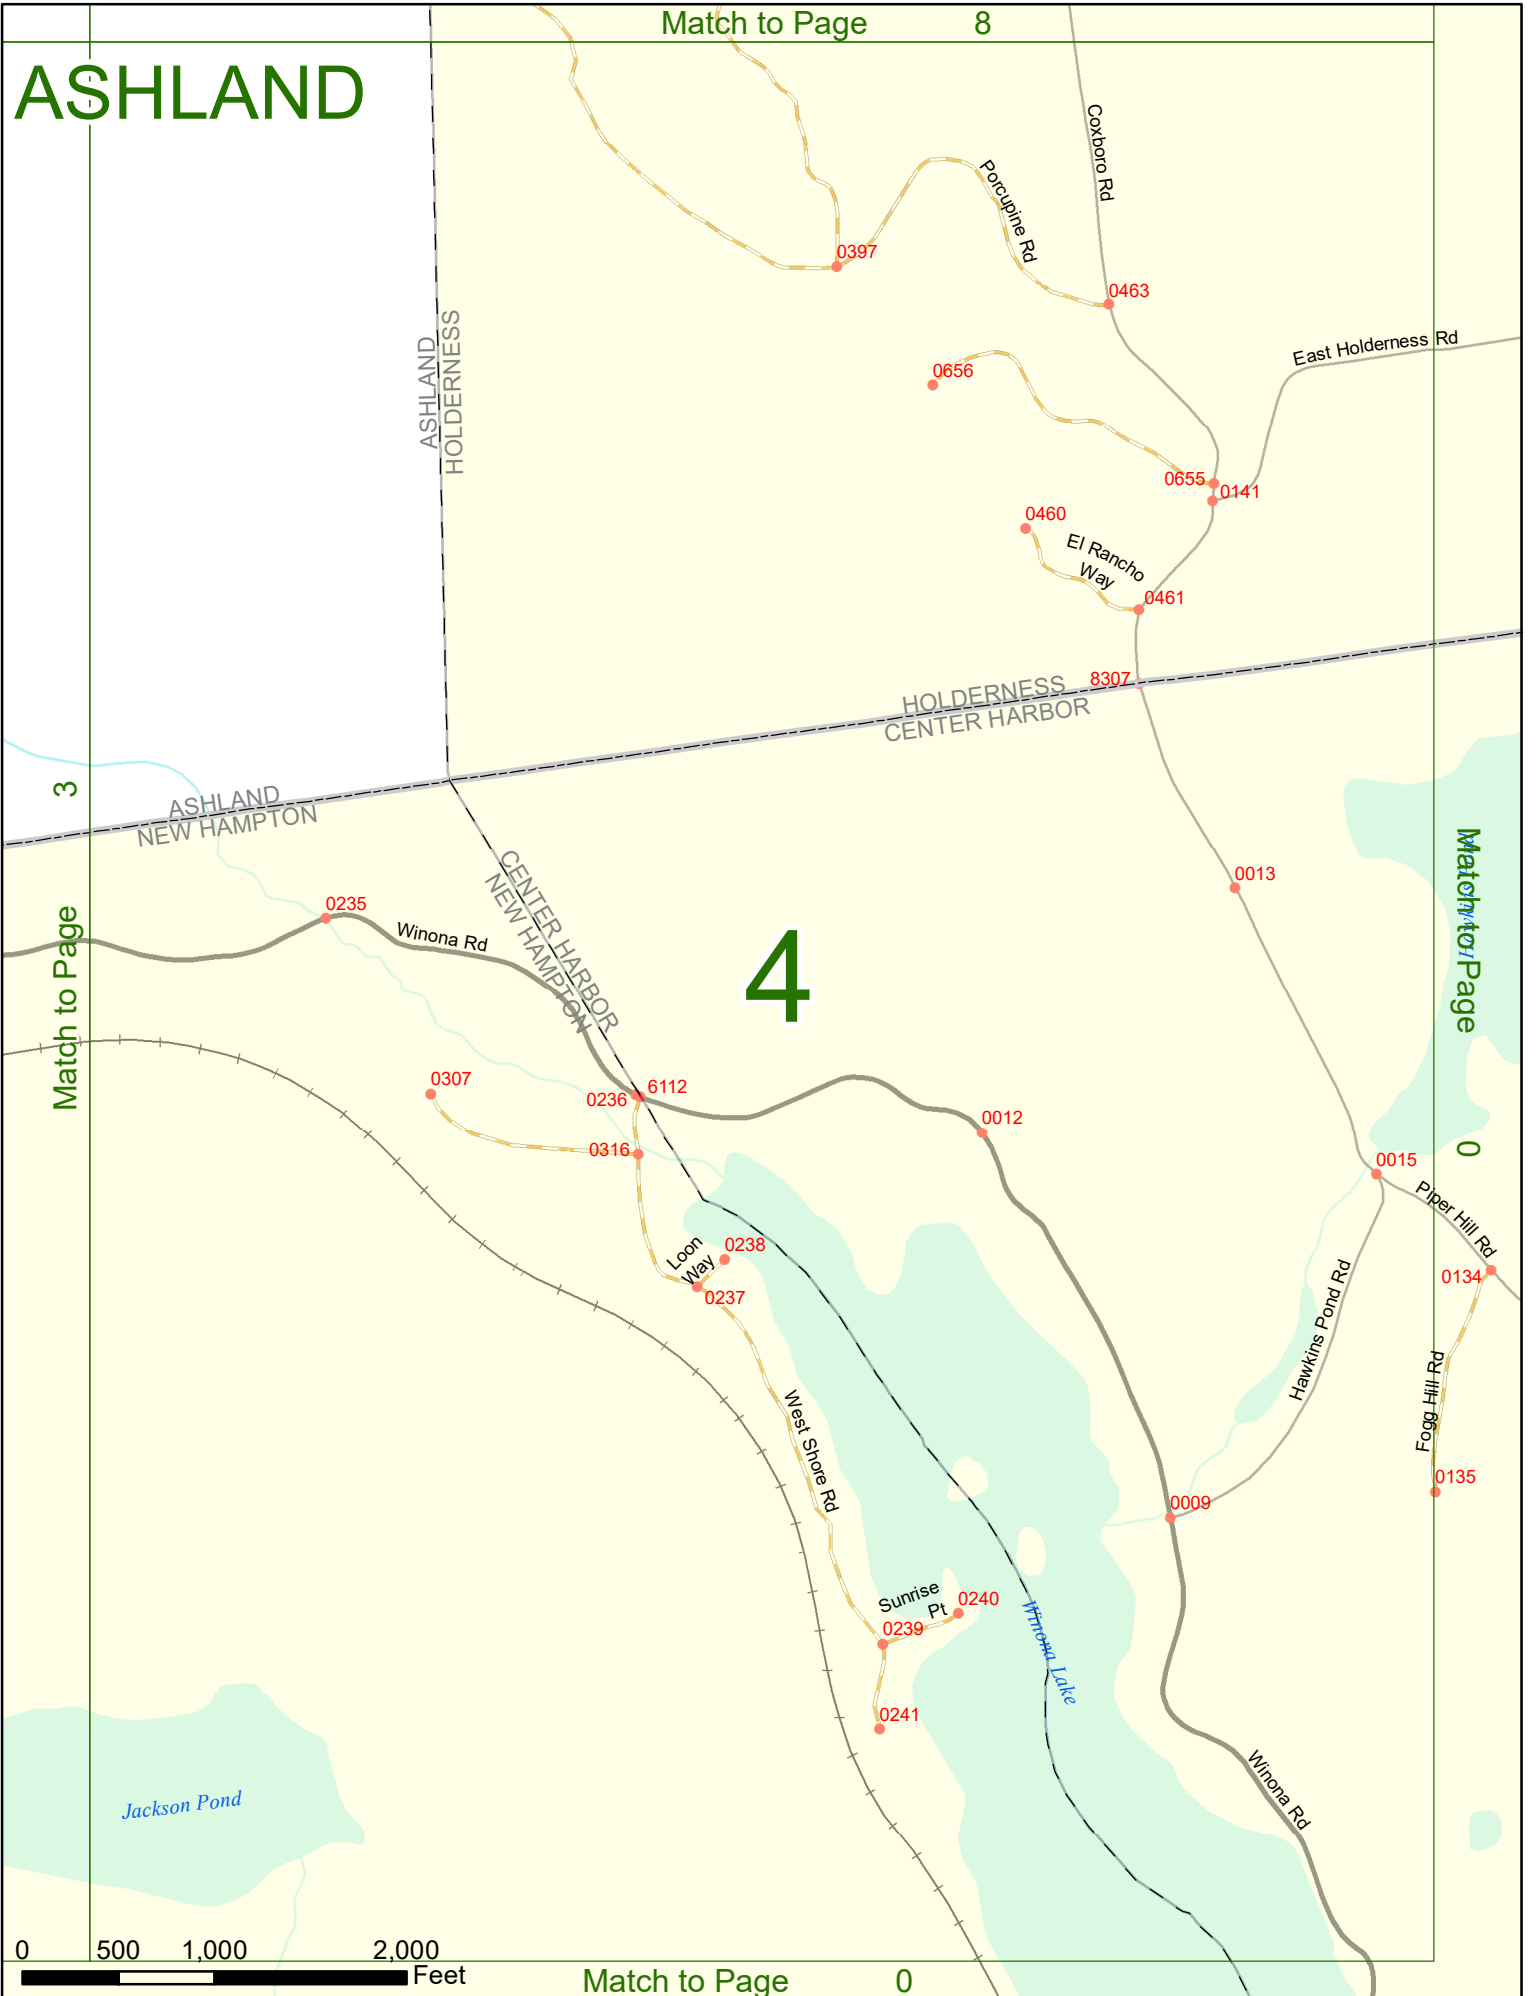 Match to Page 8
ASHLAND
Coxboro Rd
Porcupine Rd
0397
0463
East Holderness Rd
ASHLAND
HOLDERNESS
0656
0655
0141
0460
El Rancho
Way
0461
8307
HOLDERNESS
CENTER HARBOR
ASHLAND
NEW HAMPTON
Match to Page 3
CENTER HARBOR
NEW HAMPTON
0013
Match to Page 0
0235
Winona Rd
4
0307
0236
6112
0316
0012
0015
Piper Hill Rd
0134
Loon
Way
0238
0237
Hawkins Pond Rd
Fogg Hill Rd
0135
West Shore Rd
0009
Sunrise
Pt
0240
0239
Winona Lake
0241
Winona Rd
Jackson Pond
0 500 1,000 2,000
Feet
Match to Page 0